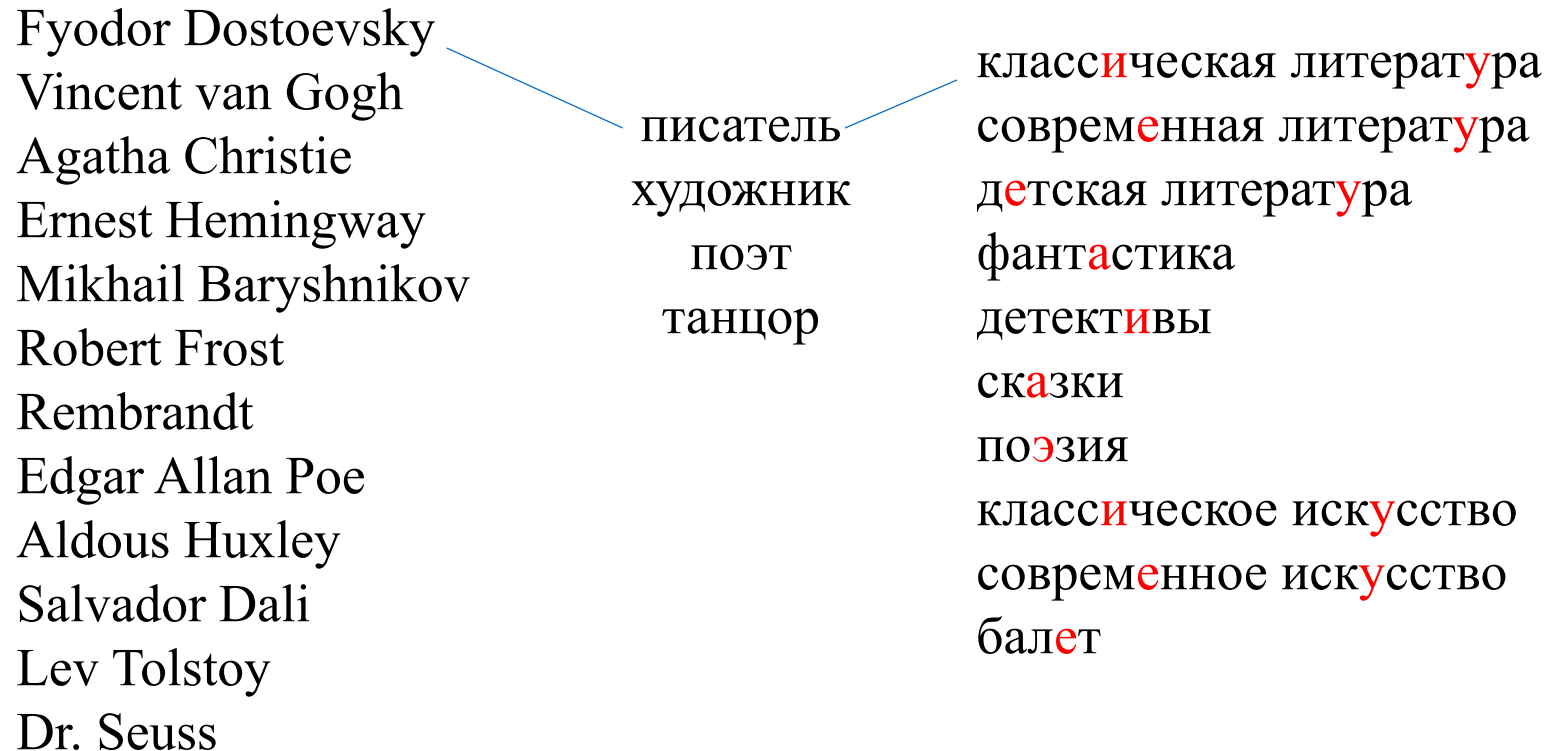 Fyodor Dostoevsky
Vincent van Gogh
Agatha Christie
Ernest Hemingway
Mikhail Baryshnikov
Robert Frost
Rembrandt
Edgar Allan Poe
Aldous Huxley
Salvador Dali
Lev Tolstoy
Dr. Seuss
писатель
художник
поэт
танцор
классическая литература
современная литература
детская литература
фантастика
детективы
сказки
поэзия
классическое искусство
современное искусство
балет